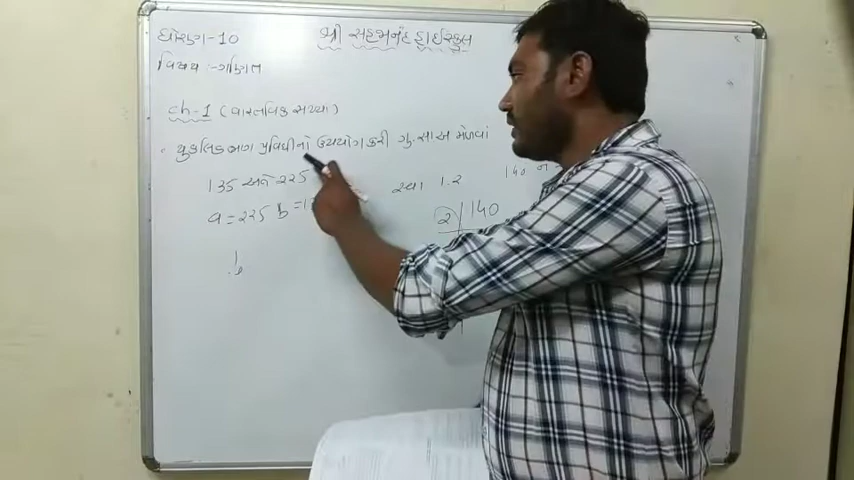 ધોરણ-10
શ્રી સહજાનંદ હાઈસ્કુલ
વિષય :- ગણિત
ch-1 (વાસ્તવિક સંખ્યા)
• યુકલિડ ભાગ પ્રવિધીનો ઉપયોગ કરી ગુ.સા.અ મેળવો
135 અને 225
સ્વા 1.2
140
a = 225 b = 1
2 | 140